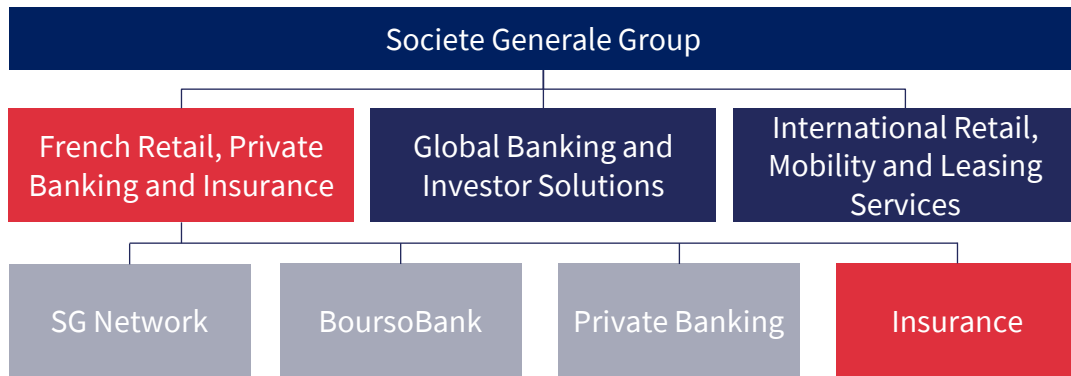 Societe Generale Group
French Retail, Private
Banking and Insurance
Global Banking and
Investor Solutions
International Retail,
Mobility and Leasing
Services
SG Network
BoursoBank
Private Banking
Insurance